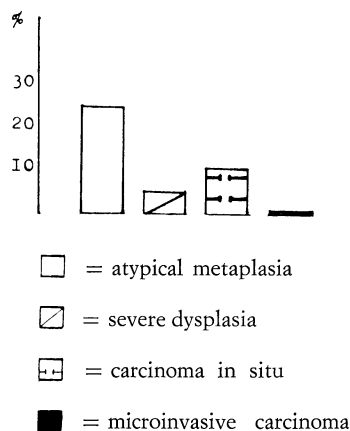 %
30
20
10
= atypical metaplasia
= severe dysplasia
= carcinoma in situ
= microinvasive carcinoma